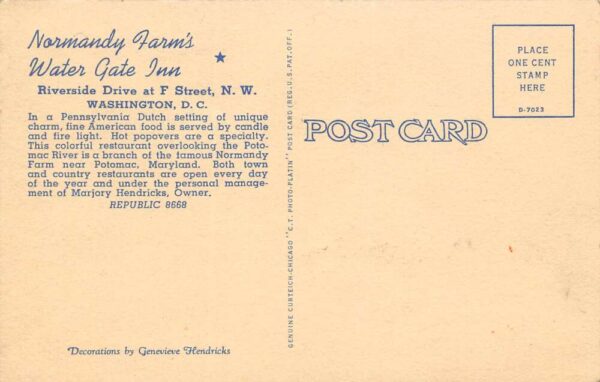 Normandy Farm's
Water Gate Inn
Riverside Drive at F Street, N. W.
WASHINGTON, D. C.
In a Pennsylvania Dutch setting of unique
charm, fine American food is served by candle
and fire light. Hot popovers are a specialty.
This colorful restaurant overlooking the Poto-
mac River is a branch of the famous Normandy
Farm near Potomac, Maryland. Both town
and country restaurants are open every day
of the year and under the personal manage-
ment of Marjory Hendricks, Owner.
REPUBLIC 8668
Decorations by Genevieve Hendricks
GENUINE CURTEICH-CHICAGO "C.T. PHOTO-PLATIN" POST CARD (REG. U.S. PAT. OFF.)
POST CARD
PLACE
ONE CENT
STAMP
HERE
D-7023